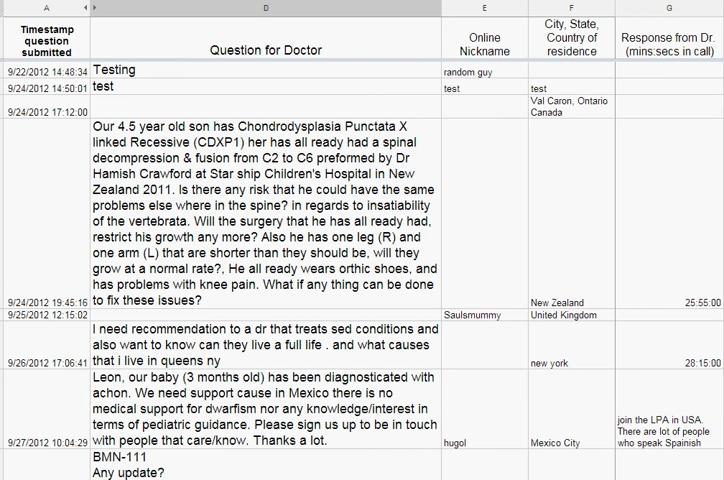 A D E F G
Timestamp
question
submitted
Question for Doctor
Online
Nickname
City, State,
Country of
residence
Response from Dr.
(mins:secs in call)
9/22/2012 14:48:34 Testing random guy
9/24/2012 14:50:01 test test test
9/24/2012 17:12:00
Val Caron, Ontario
Canada
Our 4.5 year old son has Chondrodysplasia Punctata X
linked Recessive (CDXP1) her has all ready had a spinal
decompression & fusion from C2 to C6 preformed by Dr
Hamish Crawford at Star ship Children's Hospital in New
Zealand 2011. Is there any risk that he could have the same
problems else where in the spine? in regards to insatiability
of the vertebrata. Will the surgery that he has all ready had,
restrict his growth any more? Also he has one leg (R) and
one arm (L) that are shorter than they should be, will they
grow at a normal rate?, He all ready wears orthic shoes, and
has problems with knee pain. What if any thing can be done
9/24/2012 19:45:16 to fix these issues? New Zealand 25:55:00
9/25/2012 12:15:02 Saulsmummy United Kingdom
I need recommendation to a dr that treats sed conditions and
also want to know can they live a full life . and what causes
9/26/2012 17:06:41 that i live in queens ny new york 28:15:00
Leon, our baby (3 months old) has been diagnosticated with
achon. We need support cause in Mexico there is no
medical support for dwarfism nor any knowledge/interest in
terms of pediatric guidance. Please sign us up to be in touch
9/27/2012 10:04:29 with people that care/know. Thanks a lot. hugol Mexico City
join the LPA in USA.
There are lot of people
who speak Spainish
BMN-111
Any update?